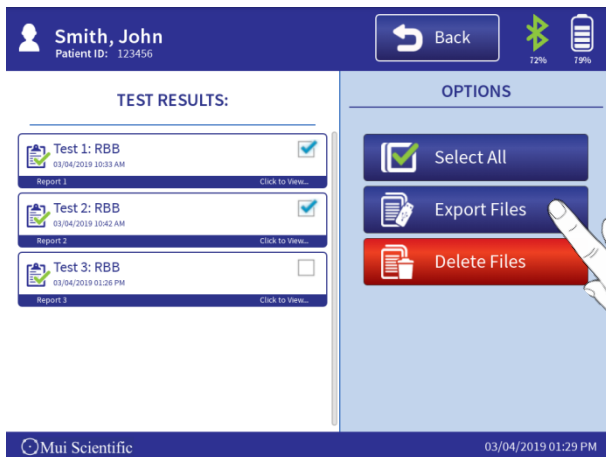 Smith, John
Patient ID: 123456
Back
72%
79%
TEST RESULTS:
Test 1: RBB
03/04/2019 10:33 AM
Report 1 Click to View...
Test 2: RBB
03/04/2019 10:42 AM
Report 2 Click to View...
Test 3: RBB
03/04/2019 01:26 PM
Report 3 Click to View...
OPTIONS
Select All
Export Files
Delete Files
Mui Scientific
03/04/2019 01:29 PM